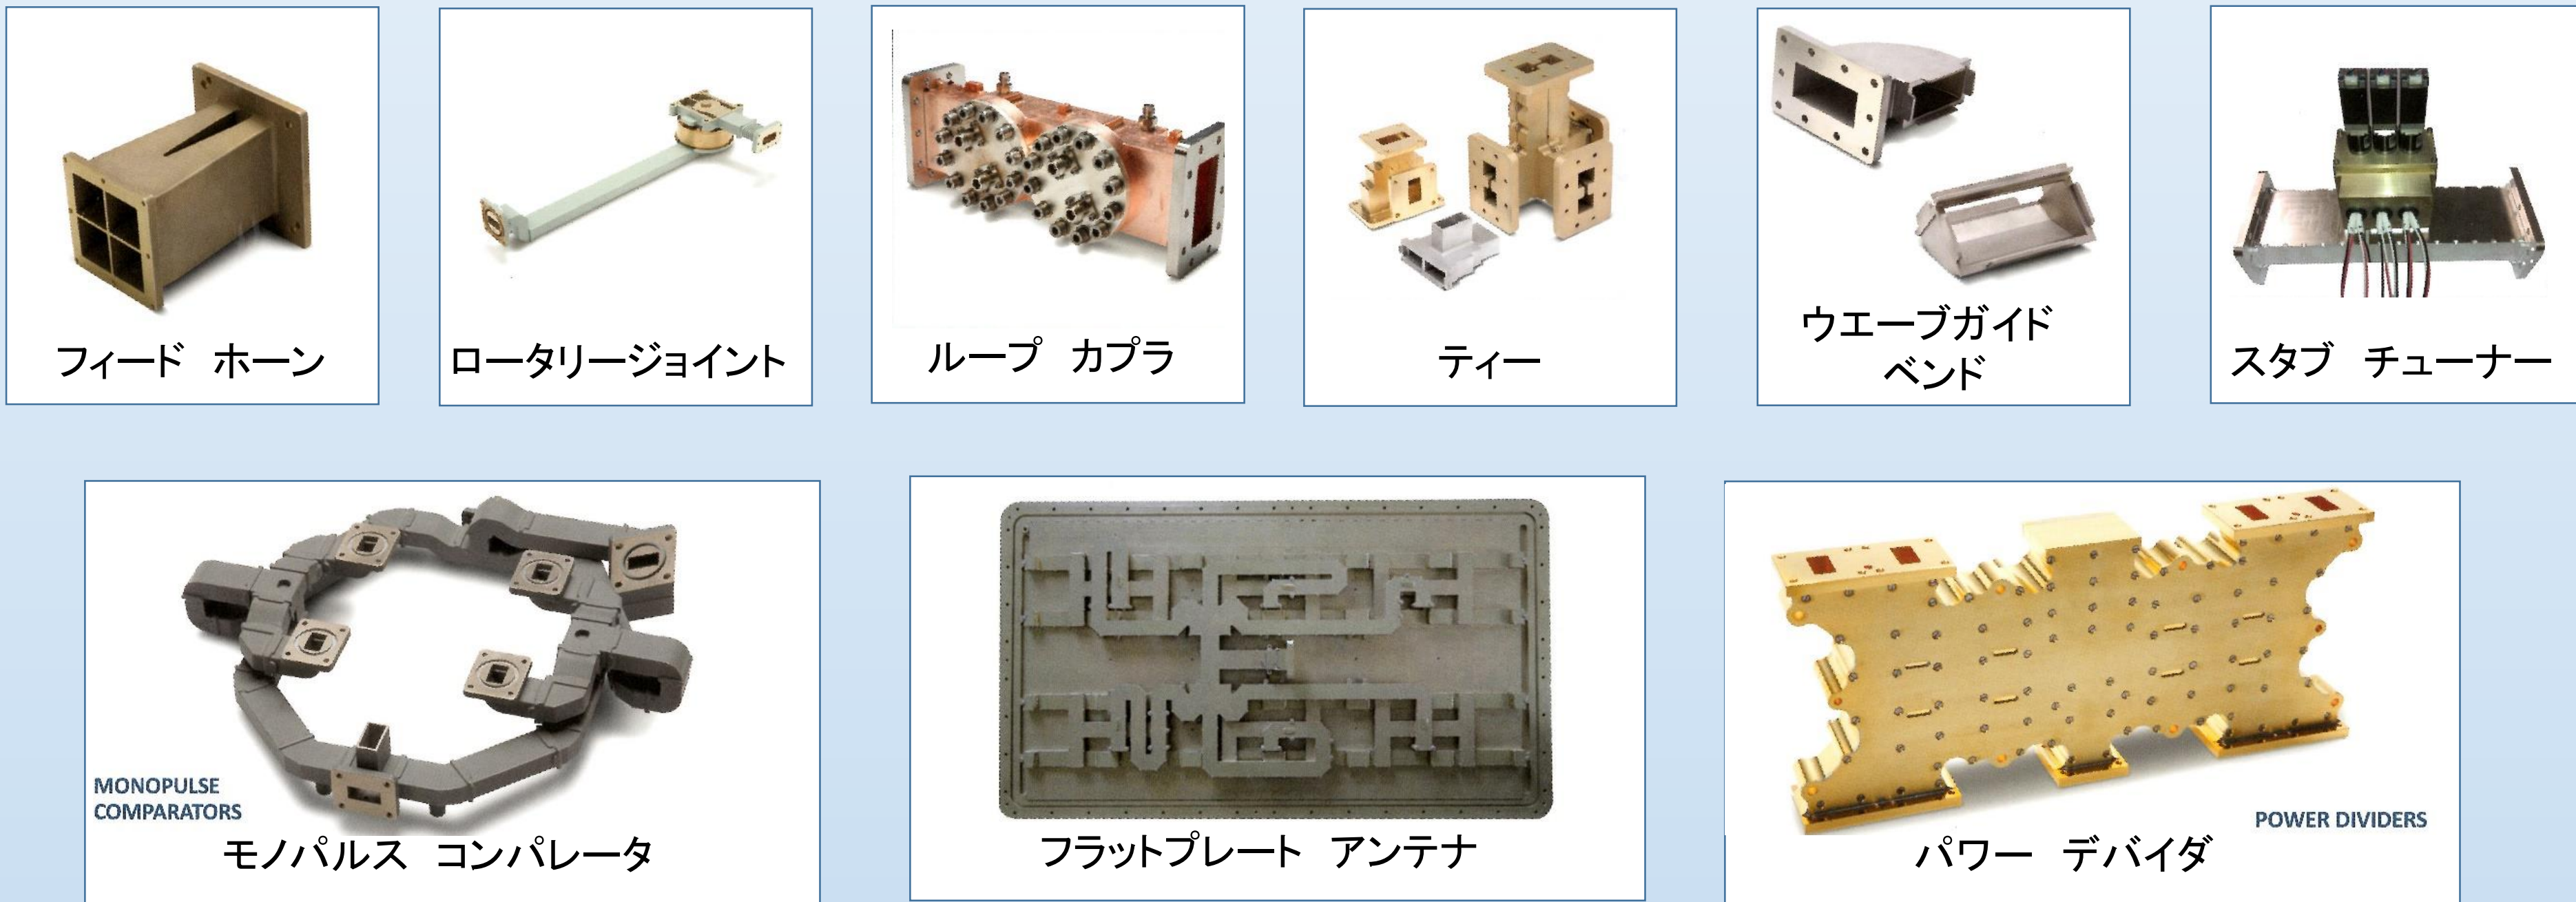 フィード　ホーン
ロータリージョイント
ループ　カプラ
ティー
ウエーブガイド
ベンド
スタブ　チューナー
MONOPULSE
COMPARATORS
モノパルス　コンパレータ
フラットプレート　アンテナ
POWER DIVIDERS
パワー　デバイダ